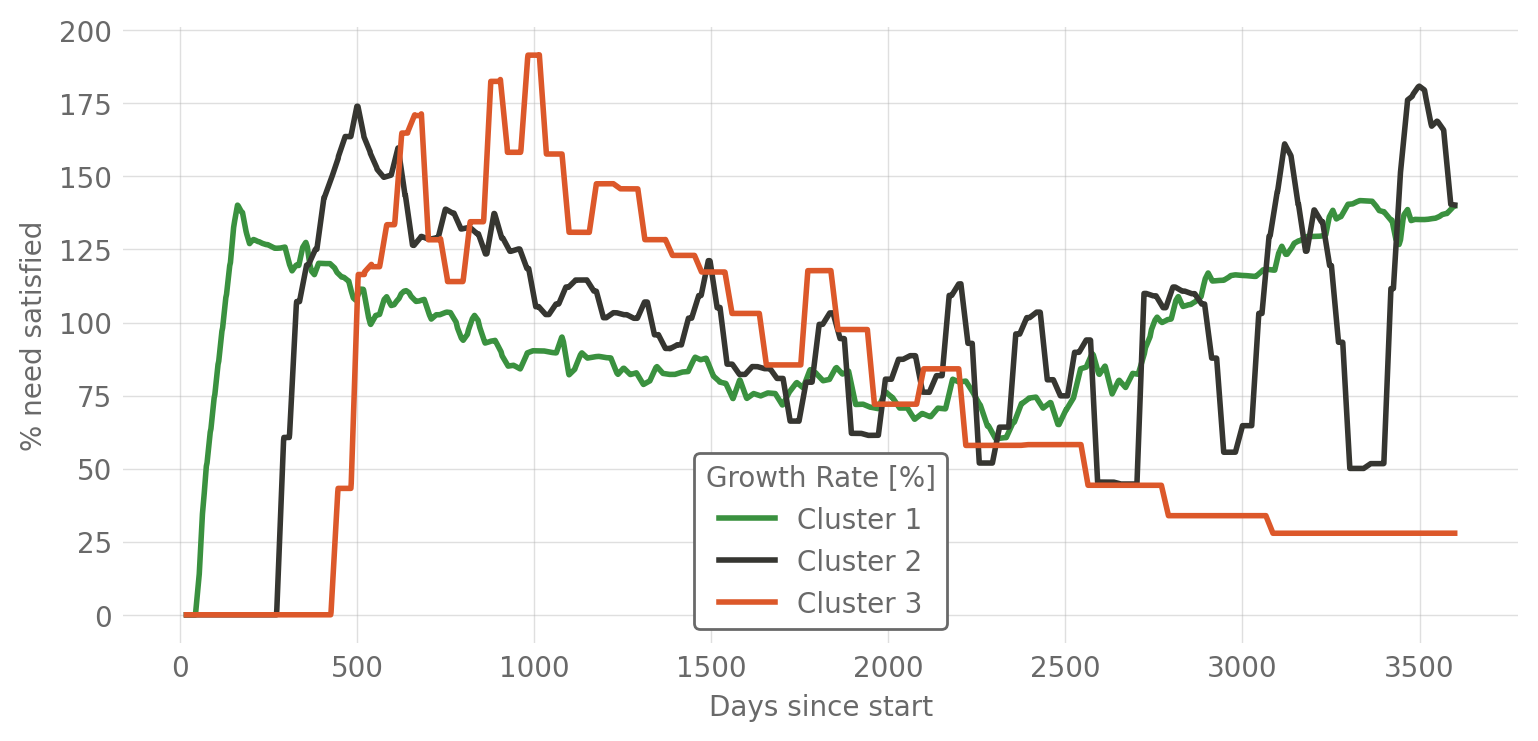 200
175
150
125
100
75
50
25
0
% need satisfied
Growth Rate [%]
Cluster 1
Cluster 2
Cluster 3
0 500 1000 1500 2000 2500 3000 3500
Days since start